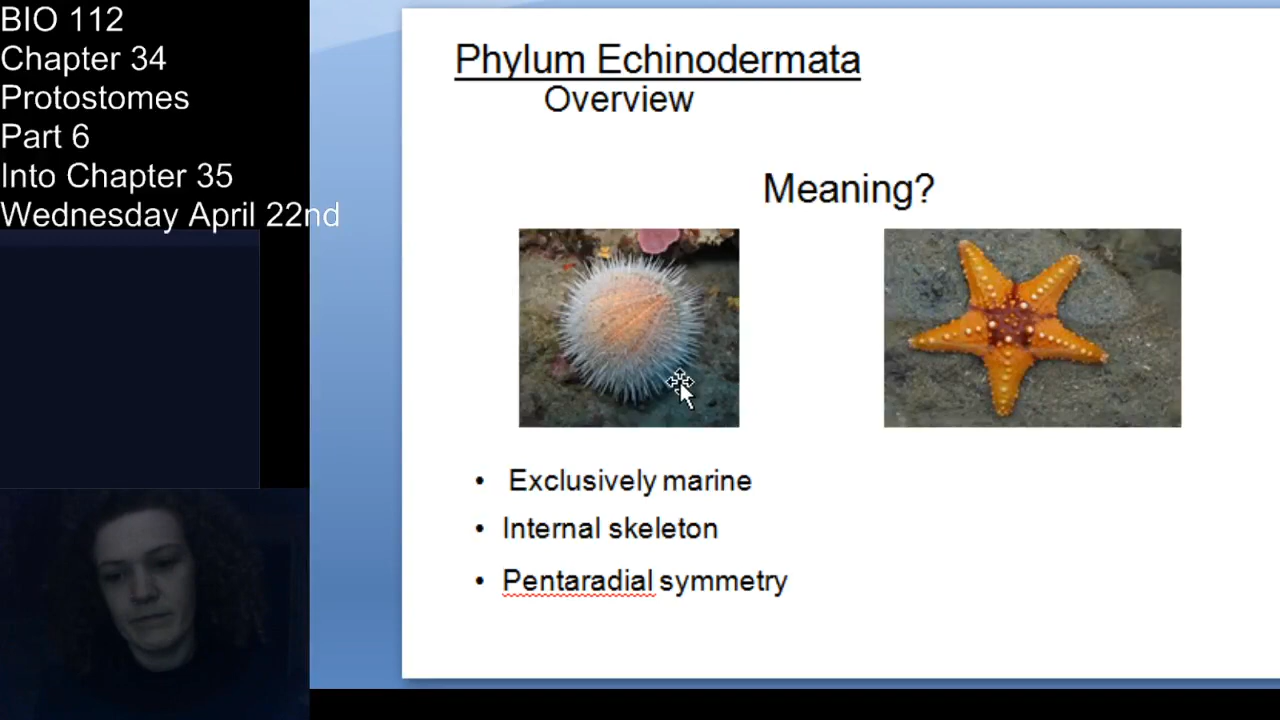 BIO 112
Chapter 34
Protostomes
Part 6
Into Chapter 35
Wednesday April 22nd
Phylum Echinodermata
Overview
Meaning?
• Exclusively marine
• Internal skeleton
• Pentaradial symmetry